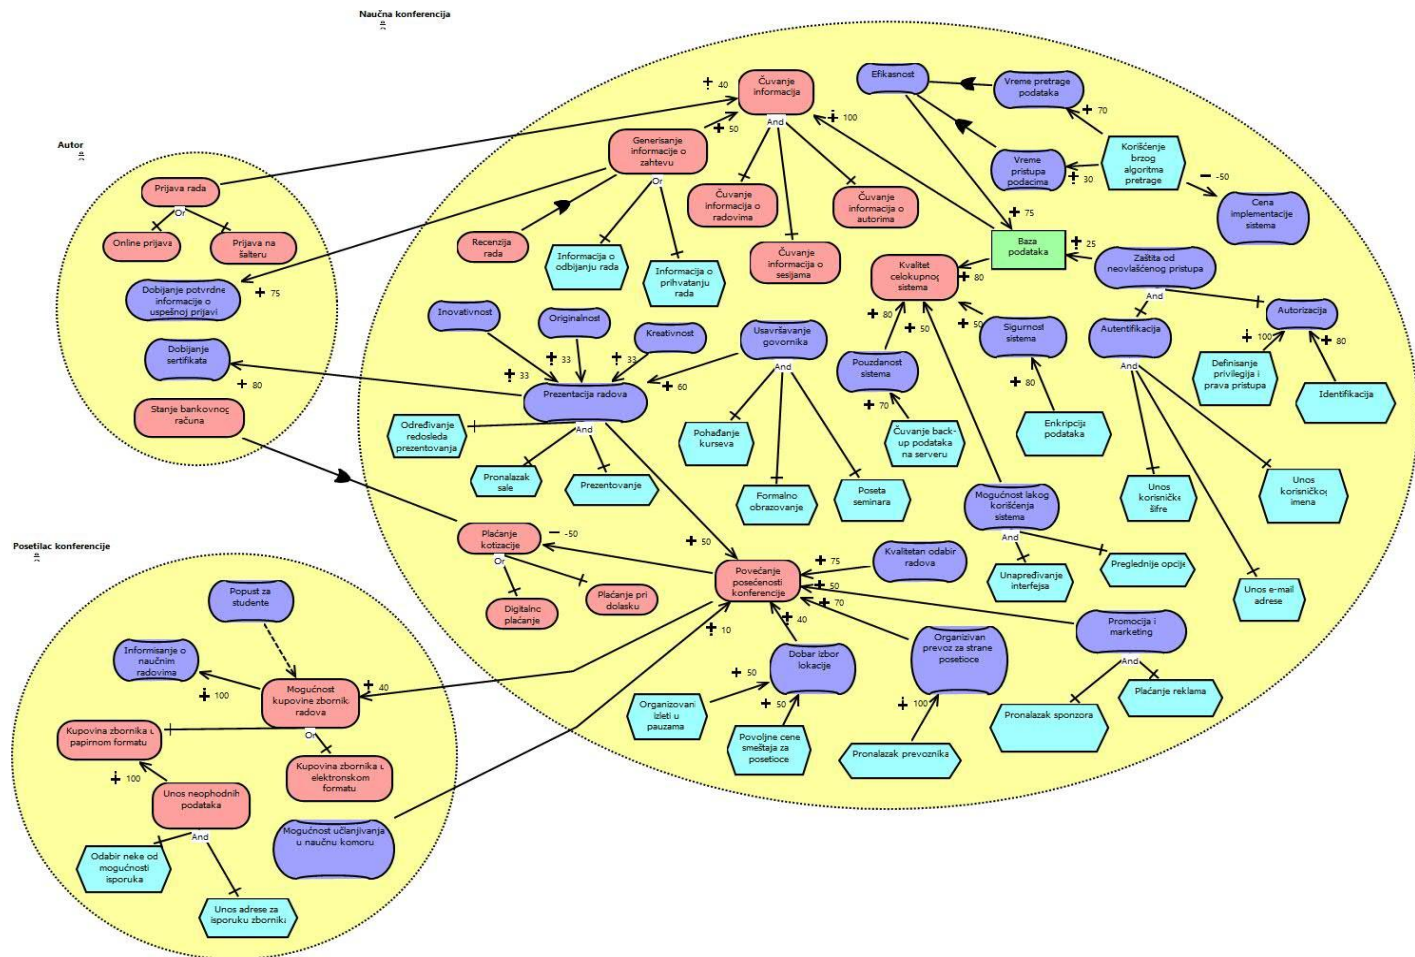 Naučna konferencija
Autor
Prijava rada
Or
Online prijava
Prijava na
šalteru
Dobijanje potvrdne
informacije o
uspešnoj prijavi
75
Dobijanje
sertifikata
80
Stanje bankovnog
računa
Posetilac konferencije
Popust za
studente
Informisanje o
naučnim
radovima
100
Mogućnost
kupovine zbornik
radova
40
Or
Kupovina zbornika u
papirnom formatu
100
Kupovina zbornika u
elektronskom
formatu
Unos neophodnih
podataka
And
Odabir neke od
mogućnosti
isporuka
Unos adrese za
isporuku zbornika
Mogućnost učlanjivanja
u naučnu komoru
40
Čuvanje
informacija
And
50
100
Generisanje
informacije o
zahtevu
Or
Recenzija
rada
Informacija o
odbijanju rada
Informacija o
prihvatanju
rada
Čuvanje
informacija o
radovima
Čuvanje
informacija o
sesijama
Čuvanje
informacija o
autorima
Efikasnost
Vreme pretrage
podataka
70
Vreme
pristupa
podacima
30
Korišćenje
brzog
algoritma
pretrage
-50
Cena
implementacije
sistema
75
Baza
podataka
25
Zaštita od
neovlašćenog pristupa
And
Kvalitet
celokupnog
sistema
80
80
50
50
Autentifikacija
And
Autorizacija
100
80
Definisanje
privilegija i
prava pristupa
Identifikacija
Sigurnost
sistema
80
Enkripcija
podataka
Pouzdanost
sistema
70
Čuvanje back-
up podataka
na serveru
Inovativnost
Originalnost
Kreativnost
33
33
33
Usavršavanje
govornika
And
60
Prezentacija radova
And
Određivanje
redosleda
prezentovanja
Pronalazak
sale
Prezentovanje
Pohađanje
kurseva
Formalno
obrazovanje
Poseta
seminara
Mogućnost lakog
korišćenja
sistema
And
Unapređivanje
interfejsa
Preglednije opcije
Unos
korisničke
šifre
Unos
korisničkog
imena
Unos e-mail
adrese
Plaćanje
kotizacije
Or
-50
Digitalno
plaćanje
Plaćanje pri
dolasku
50
Povećanje
posećenosti
konferencije
75
50
70
40
10
Kvalitetan odabir
radova
Dobar izbor
lokacije
50
50
Organizovani
izleti u
pauzama
Povoljne cene
smeštaja za
posetioce
Organizivan
prevoz za strane
posetioce
100
Pronalazak prevoznika
Promocija i
marketing
And
Pronalazak sponzora
Plaćanje reklama